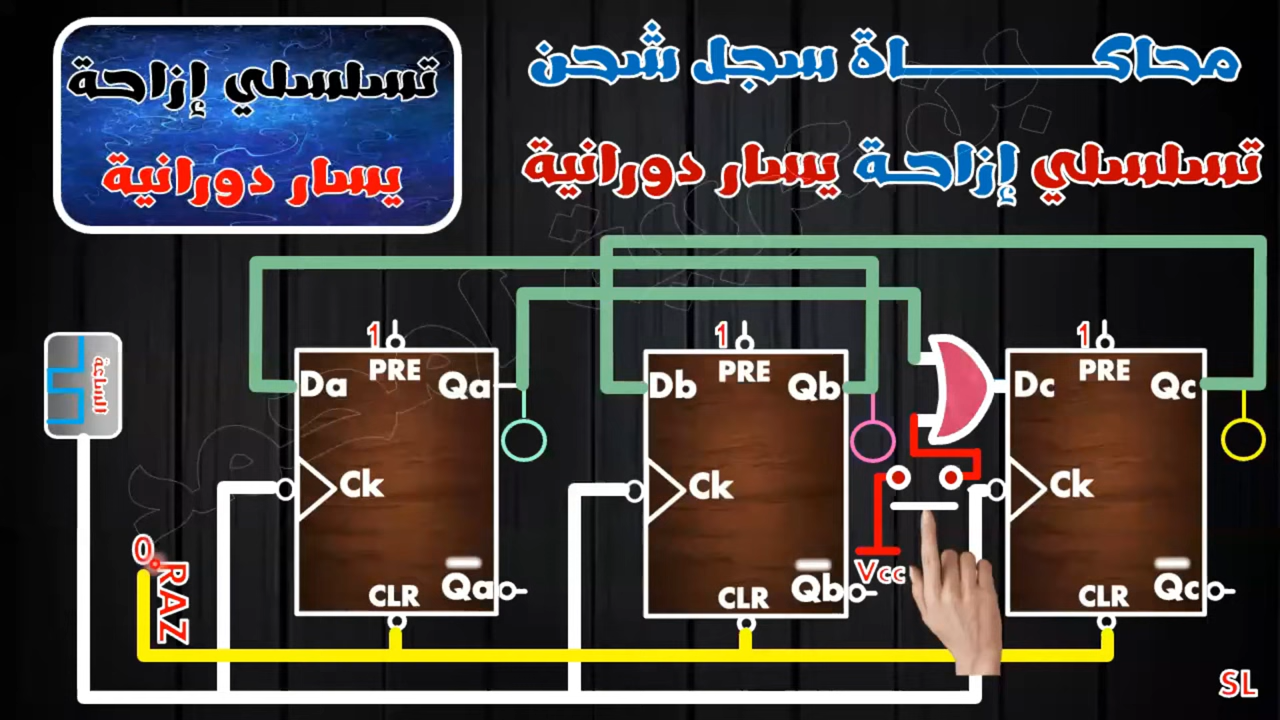 محاكـــــــاة سجل شحن
تسلسلي إزاحة يسار دورانية
تسلسلي إزاحة
يسار دورانية
الساعة
0
RAZ
1
PRE
Da
Qa
Ck
CLR
Qa
1
PRE
Db
Qb
Ck
CLR
Qb
Vcc
1
PRE
Dc
Qc
Ck
CLR
Qc
SL